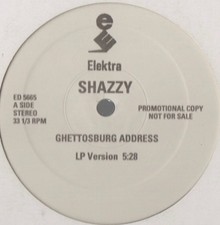 Elektra
SHAZZY
ED 5665
A SIDE
STEREO
33 1/3 RPM
PROMOTIONAL COPY
NOT FOR SALE
GHETTOSBURG ADDRESS
LP Version 5:28